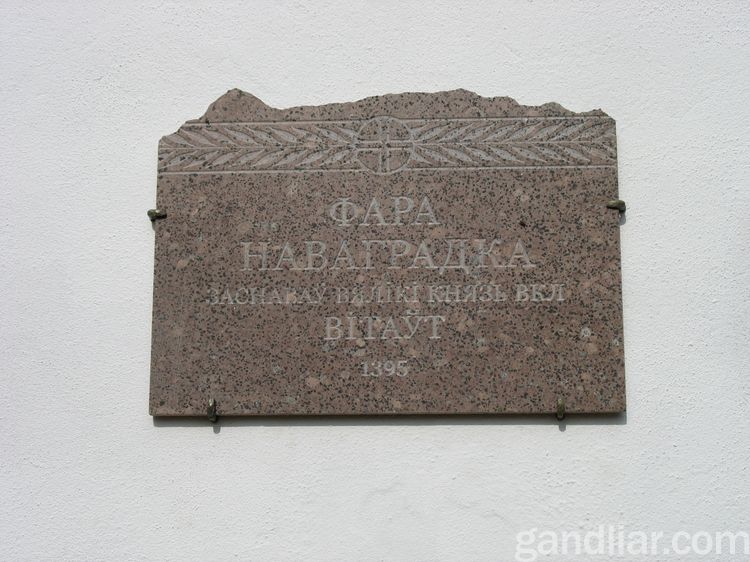 ФАРА
НАВАГРАДКА
ЗАСНАВАЎ ВЯЛІКІ КНЯЗЬ ВКЛ
ВІТАЎТ
1395
gandliar.com